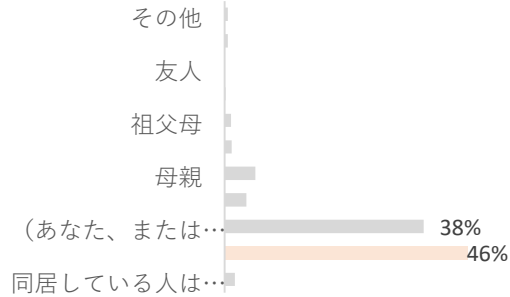 その他
友人
祖父母
母親
（あなた、または…
38%
46%
同居している人は…